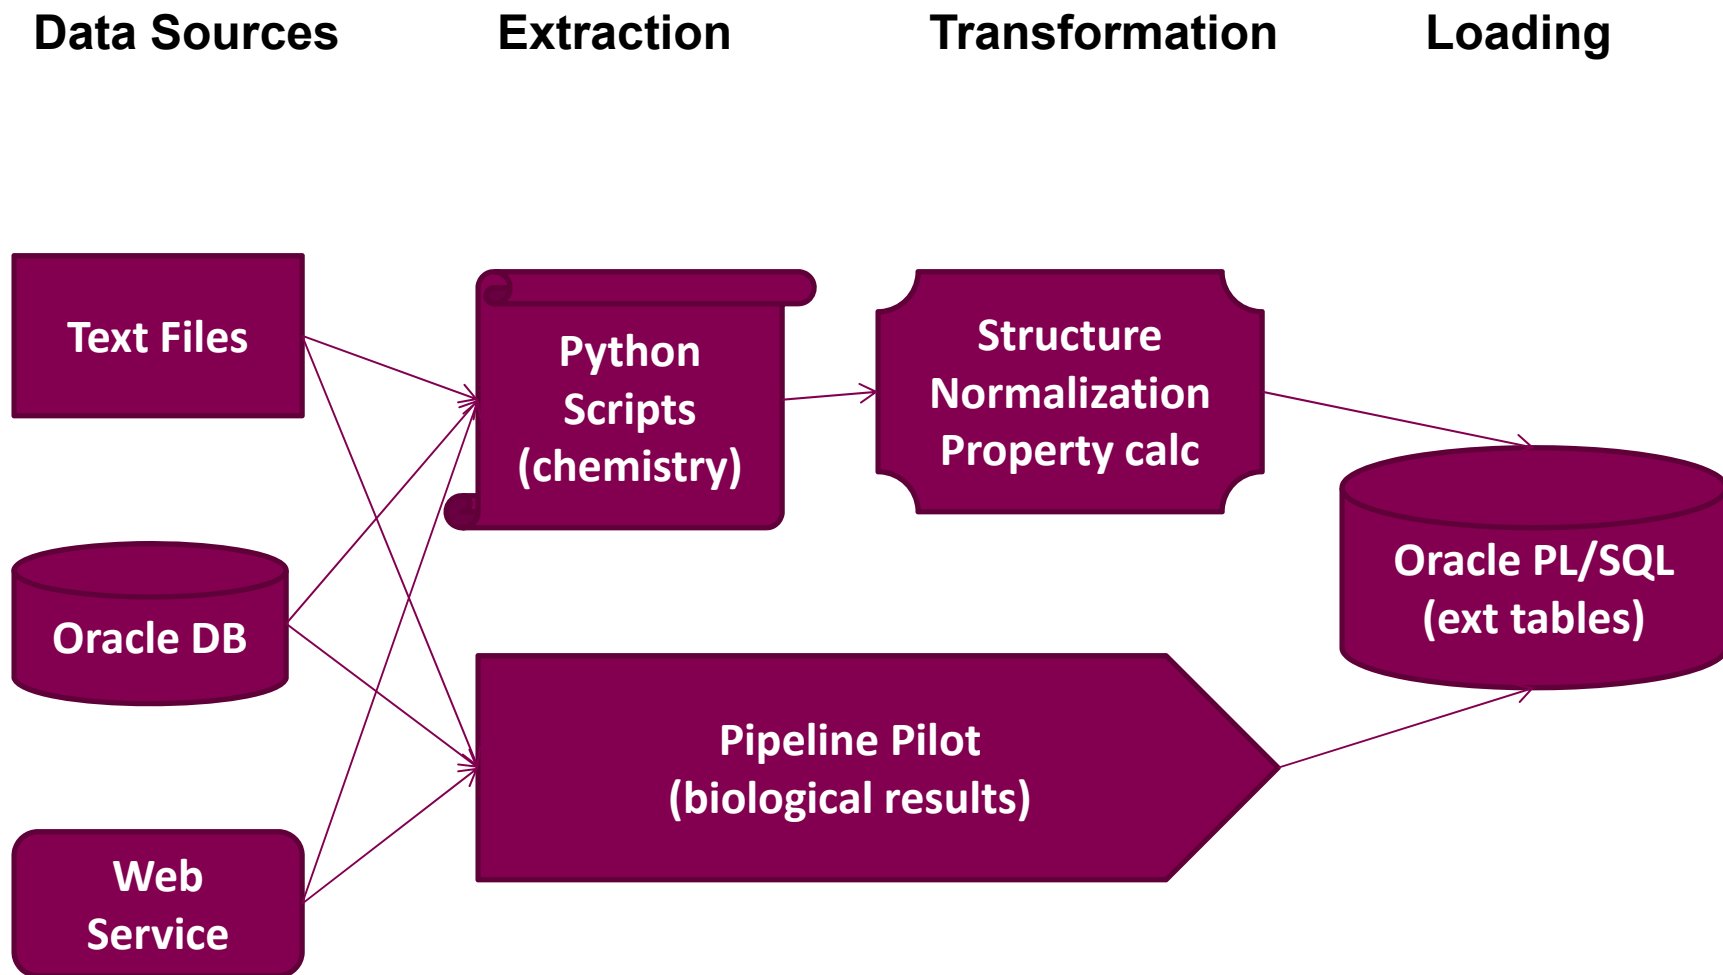 Data Sources
Extraction
Transformation
Loading
Text Files
Python
Scripts
(chemistry)
Structure
Normalization
Property calc
Oracle DB
Oracle PL/SQL
(ext tables)
Pipeline Pilot
(biological results)
Web
Service